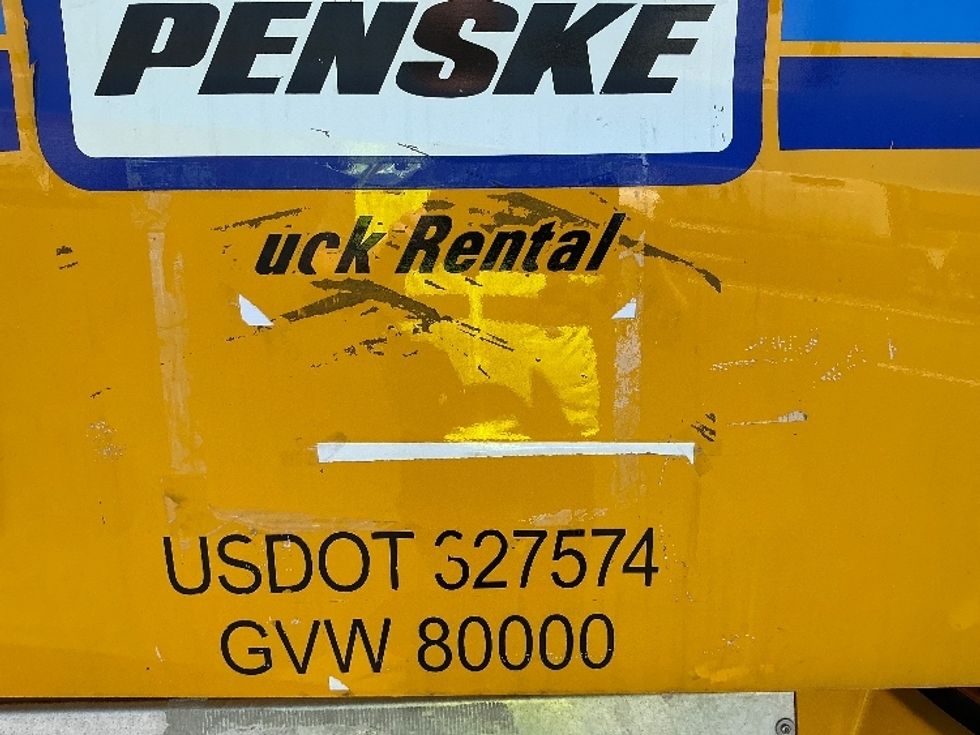 PENSKE
uck Rental
USDOT 327574
GVW 80000